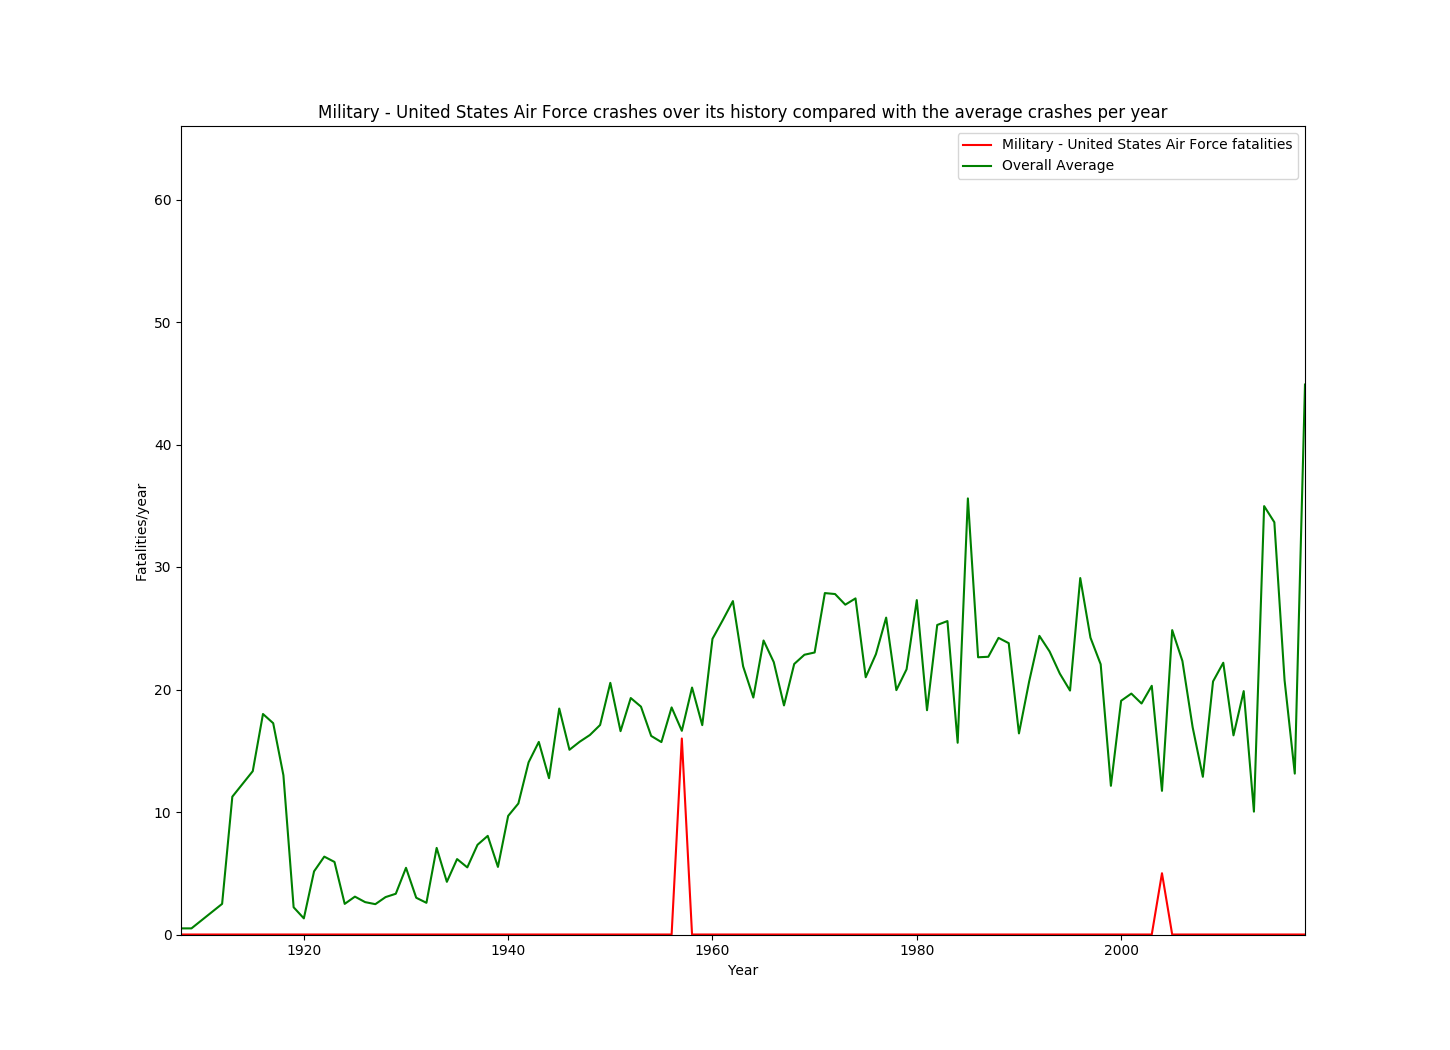 Military - United States Air Force crashes over its history compared with the average crashes per year
Military - United States Air Force fatalities
Overall Average
60
50
40
30
20
10
0
Fatalities/year
1920
1940
1960
1980
2000
Year